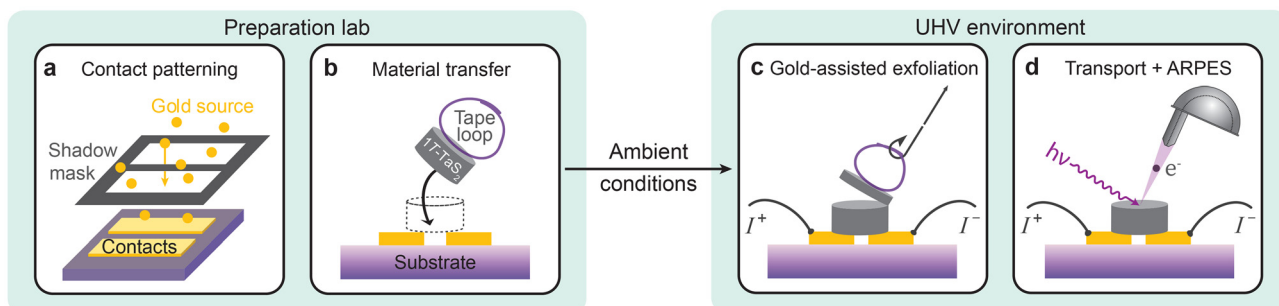 Preparation lab
a Contact patterning
Gold source
Shadow
mask
Contacts
b Material transfer
Tape
loop
1T-TaS₂
Substrate
Ambient
conditions
UHV environment
c Gold-assisted exfoliation
I⁺
I⁻
d Transport + ARPES
hν
e⁻
I⁺
I⁻